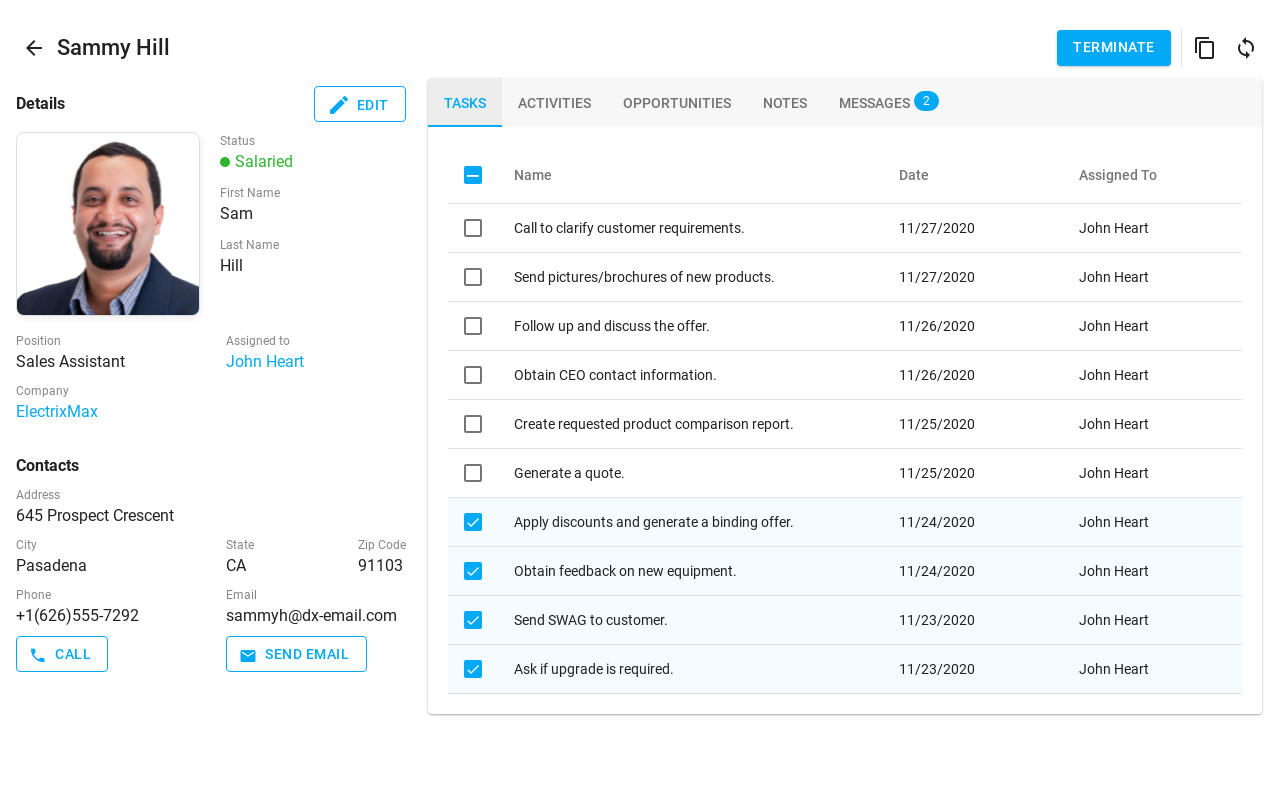 Sammy Hill
TERMINATE
Details
EDIT
Status
Salaried
First Name
Sam
Last Name
Hill
Position
Assigned to
Sales Assistant
John Heart
Company
ElectrixMax
Contacts
Address
645 Prospect Crescent
City
State
Zip Code
Pasadena
CA
91103
Phone
Email
+1(626)555-7292
sammyh@dx-email.com
CALL
SEND EMAIL
TASKS ACTIVITIES OPPORTUNITIES NOTES MESSAGES 2
Name Date Assigned To
Call to clarify customer requirements. 11/27/2020 John Heart
Send pictures/brochures of new products. 11/27/2020 John Heart
Follow up and discuss the offer. 11/26/2020 John Heart
Obtain CEO contact information. 11/26/2020 John Heart
Create requested product comparison report. 11/25/2020 John Heart
Generate a quote. 11/25/2020 John Heart
Apply discounts and generate a binding offer. 11/24/2020 John Heart
Obtain feedback on new equipment. 11/24/2020 John Heart
Send SWAG to customer. 11/23/2020 John Heart
Ask if upgrade is required. 11/23/2020 John Heart